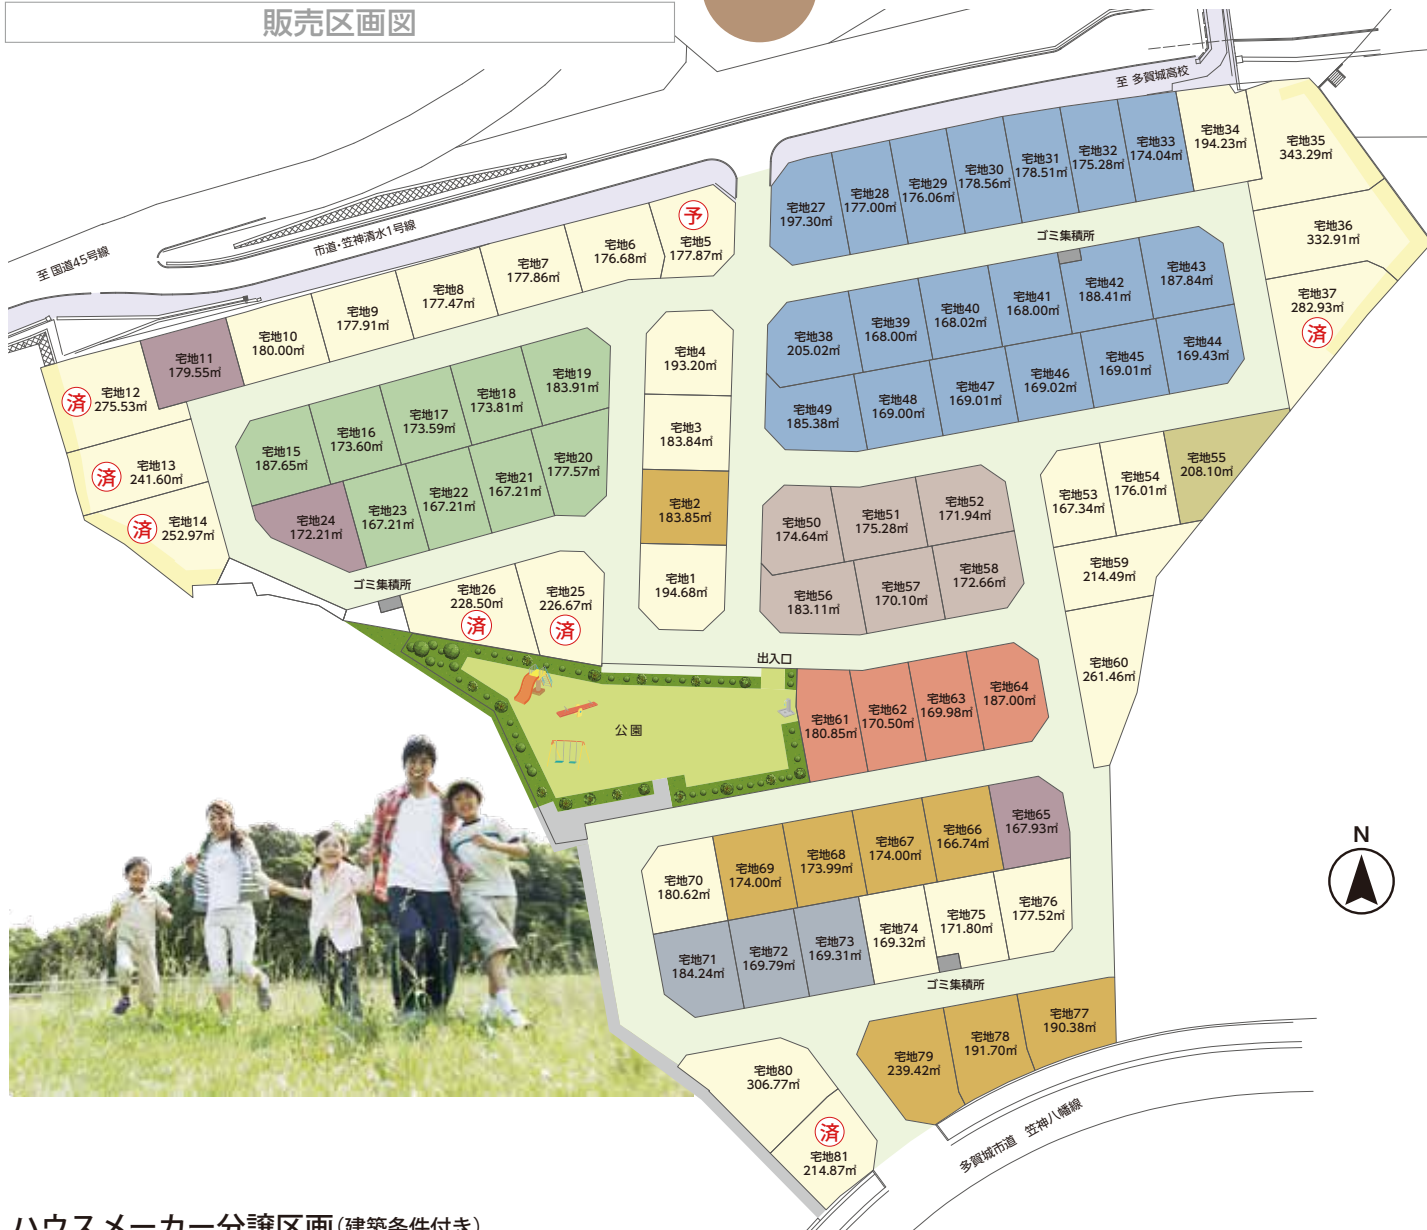 販売区画図
至 多賀城高校
至 国道45号線
市道・笠神清水1号線
宅地27
197.30㎡
宅地28
177.00㎡
宅地29
176.06㎡
宅地30
178.56㎡
宅地31
178.51㎡
宅地32
175.28㎡
宅地33
174.04㎡
宅地34
194.23㎡
宅地35
343.29㎡
宅地36
332.91㎡
宅地37
282.93㎡
済
ゴミ集積所
予
宅地5
177.87㎡
宅地6
176.68㎡
宅地7
177.86㎡
宅地8
177.47㎡
宅地9
177.91㎡
宅地10
180.00㎡
宅地11
179.55㎡
済
宅地12
275.53㎡
済
宅地13
241.60㎡
済
宅地14
252.97㎡
宅地38
205.02㎡
宅地39
168.00㎡
宅地40
168.02㎡
宅地41
168.00㎡
宅地42
188.41㎡
宅地43
187.84㎡
宅地49
185.38㎡
宅地48
169.00㎡
宅地47
169.01㎡
宅地46
169.02㎡
宅地45
169.01㎡
宅地44
169.43㎡
宅地4
193.20㎡
宅地3
183.84㎡
宅地2
183.85㎡
宅地1
194.68㎡
宅地15
187.65㎡
宅地16
173.60㎡
宅地17
173.59㎡
宅地18
173.81㎡
宅地19
183.91㎡
宅地24
172.21㎡
宅地23
167.21㎡
宅地22
167.21㎡
宅地21
167.21㎡
宅地20
177.57㎡
ゴミ集積所
宅地26
228.50㎡
済
宅地25
226.67㎡
済
宅地50
174.64㎡
宅地51
175.28㎡
宅地52
171.94㎡
宅地56
183.11㎡
宅地57
170.10㎡
宅地58
172.66㎡
宅地53
167.34㎡
宅地54
176.01㎡
宅地55
208.10㎡
宅地59
214.49㎡
宅地60
261.46㎡
出入口
公園
宅地61
180.85㎡
宅地62
170.50㎡
宅地63
169.98㎡
宅地64
187.00㎡
宅地70
180.62㎡
宅地69
174.00㎡
宅地68
173.99㎡
宅地67
174.00㎡
宅地66
166.74㎡
宅地65
167.93㎡
宅地71
184.24㎡
宅地72
169.79㎡
宅地73
169.31㎡
宅地74
169.32㎡
宅地75
171.80㎡
宅地76
177.52㎡
ゴミ集積所
N
宅地79
239.42㎡
宅地78
191.70㎡
宅地77
190.38㎡
宅地80
306.77㎡
済
宅地81
214.87㎡
多賀城市道 笠神八幡線
ハウスメーカー分譲区画(建築条件付き)